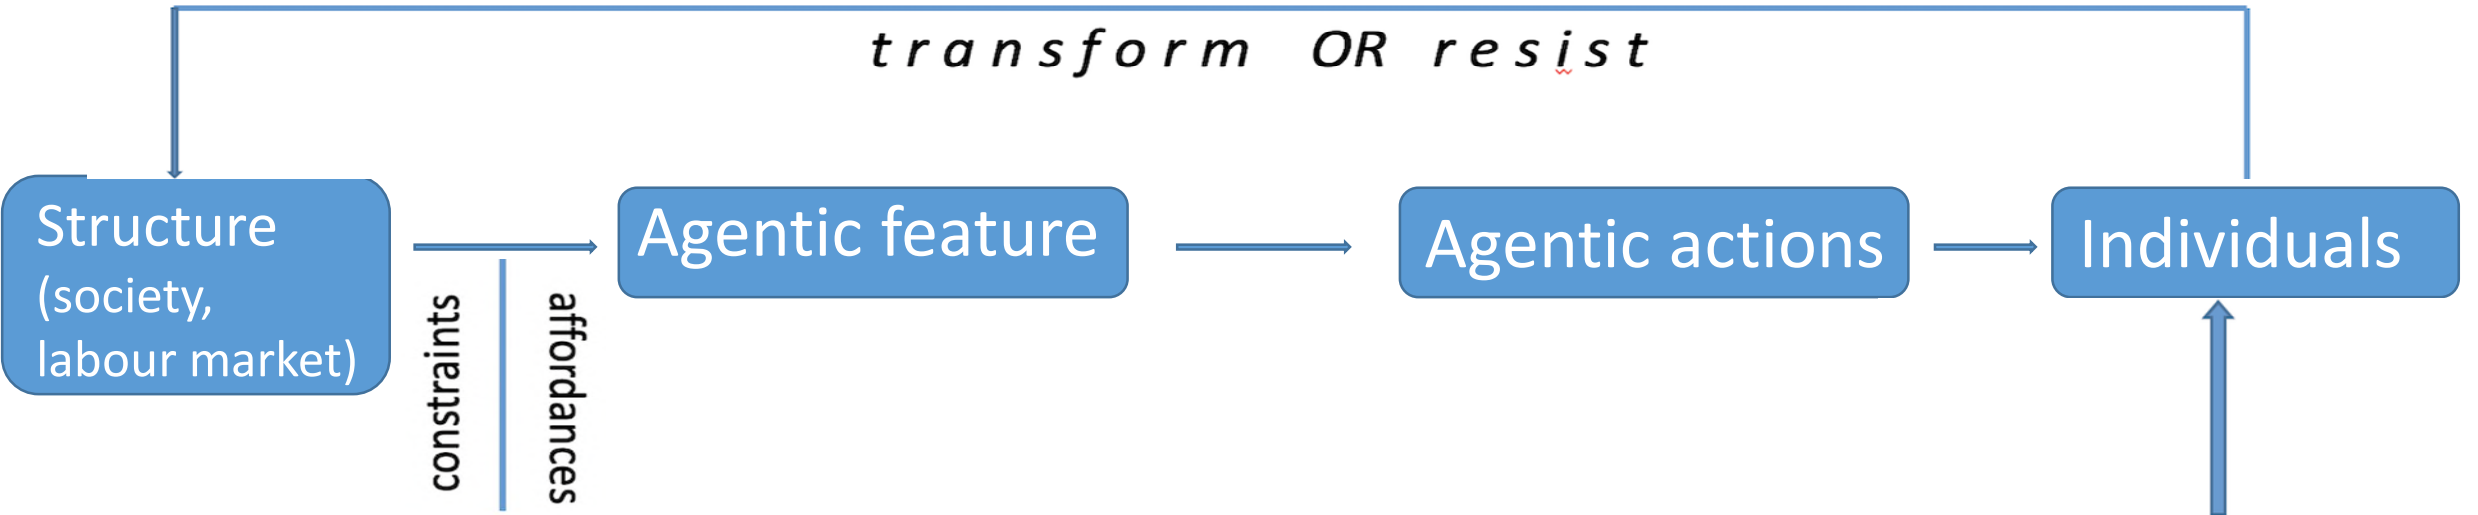 transform OR resist
Structure
(society,
labour market)
constraints
affordances
Agentic feature
Agentic actions
Individuals